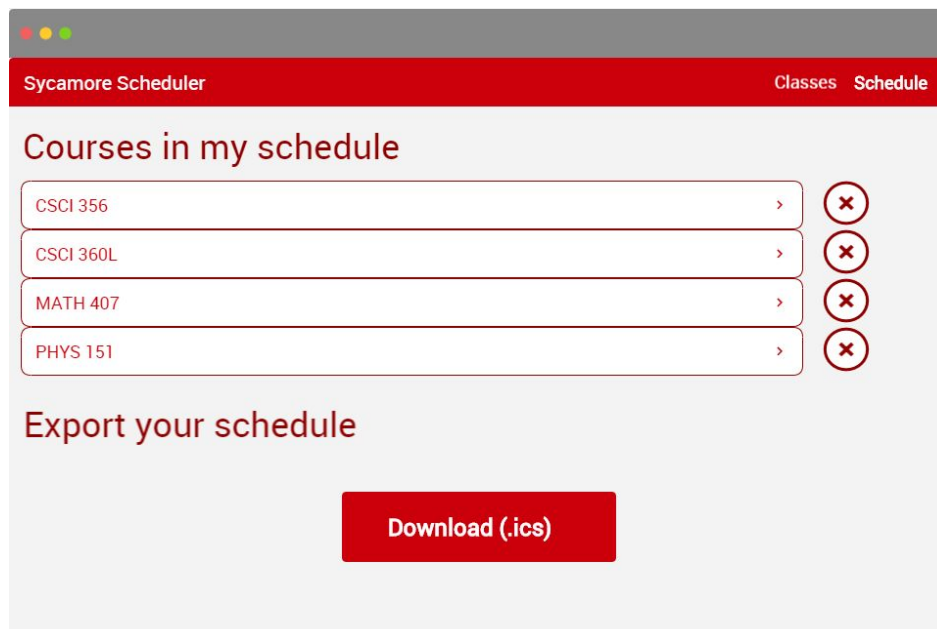 Sycamore Scheduler Classes Schedule
Courses in my schedule
CSCI 356
CSCI 360L
MATH 407
PHYS 151
Export your schedule
Download (.ics)